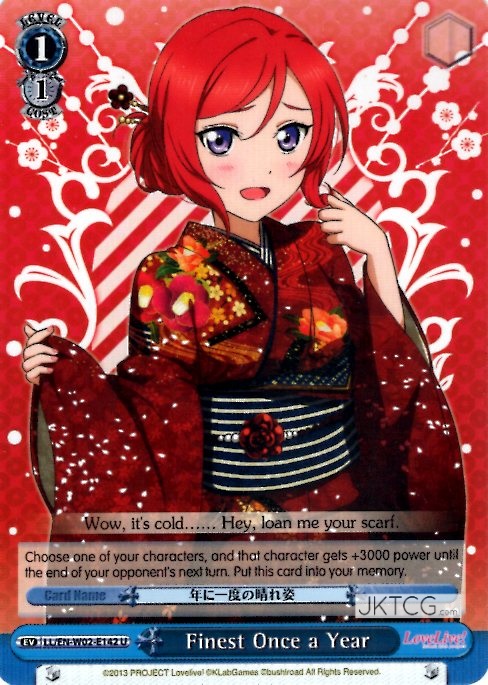 LEVEL
1
1
COST
Wow, it's cold...... Hey, loan me your scarf.
Choose one of your characters, and that character gets +3000 power until
the end of your opponent's next turn. Put this card into your memory.
Card Name
年に一度の晴れ姿
JKTCG.com
LL/EN-W02-E142 U
Finest Once a Year
LoveLive!
©2013 PROJECT Lovelive! ©KLabGames ©bushiroad All Rights Reserved.